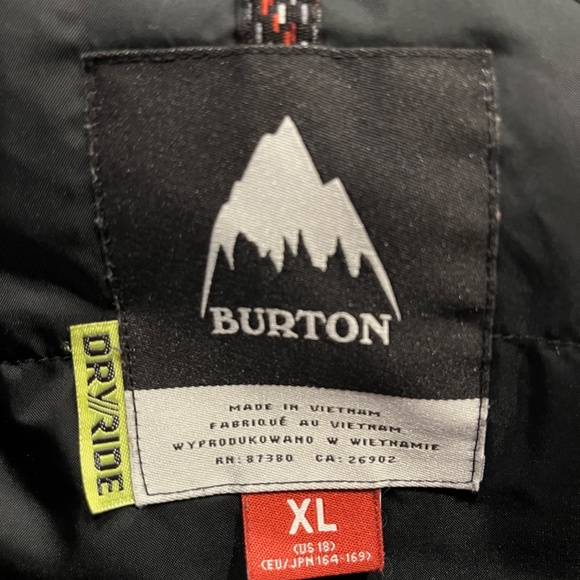 BURTON
DRY//RIDE
MADE IN VIETNAM
FABRIQUÉ AU VIETNAM
WYPRODUKOWANO W WIETNAMIE
RN: 87380 CA: 26902
XL
(US 18)
(EU/JPN 164-169)